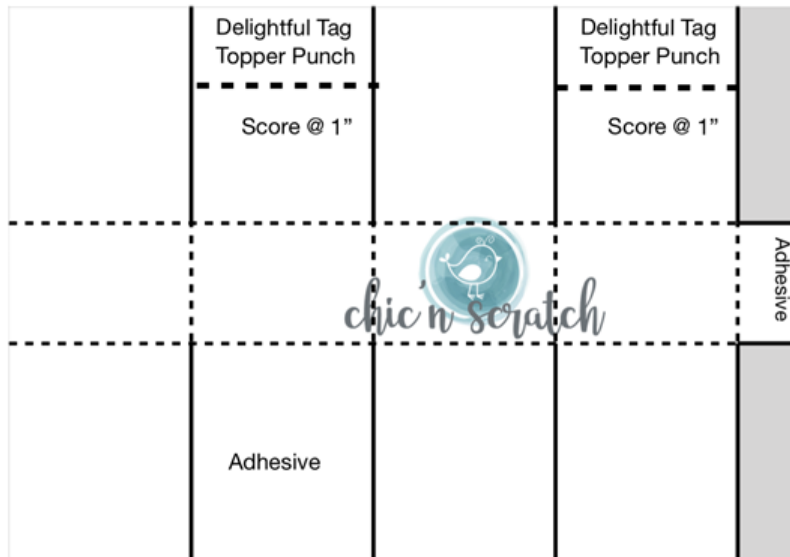 Delightful Tag
Topper Punch
Delightful Tag
Topper Punch
Score @ 1”
Score @ 1”
Adhesive
chic'n scratch
Adhesive